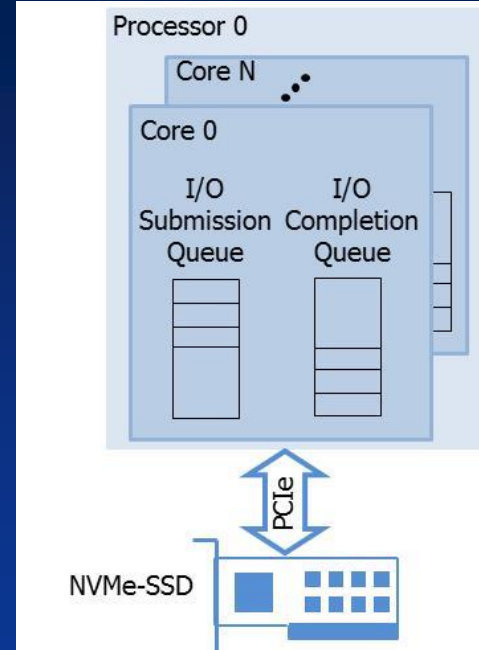 Processor 0
Core N
Core 0
I/O
Submission
Queue
I/O
Completion
Queue
PCIe
NVMe-SSD